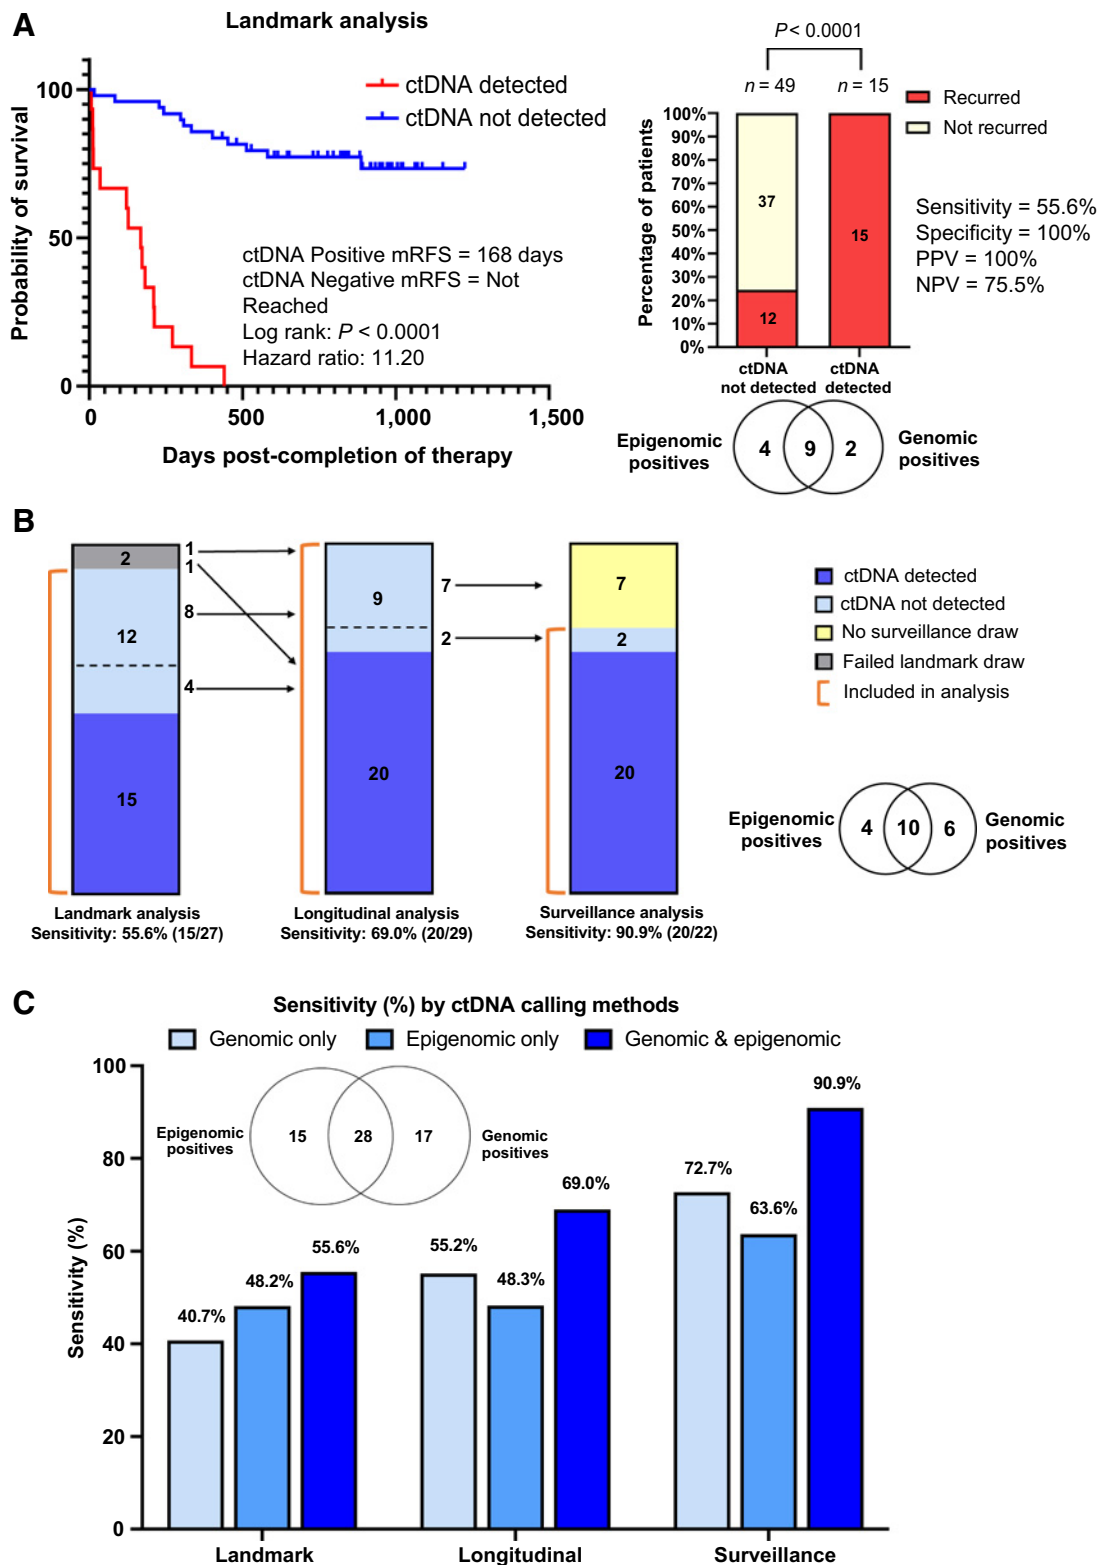 A
Landmark analysis
Probability of survival
100
50
0
0
500
1,000
1,500
Days post-completion of therapy
ctDNA detected
ctDNA not detected
ctDNA Positive mRFS = 168 days
ctDNA Negative mRFS = Not
Reached
Log rank: P < 0.0001
Hazard ratio: 11.20
P < 0.0001
n = 49
n = 15
Recurred
Not recurred
Percentage of patients
100%
90%
80%
70%
60%
50%
40%
30%
20%
10%
0%
37
12
15
ctDNA
not detected
ctDNA
detected
Sensitivity = 55.6%
Specificity = 100%
PPV = 100%
NPV = 75.5%
Epigenomic
positives
4
9
2
Genomic
positives
B
2
12
15
1
1
8
4
Landmark analysis
Sensitivity: 55.6% (15/27)
9
20
7
2
Longitudinal analysis
Sensitivity: 69.0% (20/29)
7
2
20
Surveillance analysis
Sensitivity: 90.9% (20/22)
ctDNA detected
ctDNA not detected
No surveillance draw
Failed landmark draw
Included in analysis
Epigenomic
positives
4
10
6
Genomic
positives
C
Sensitivity (%) by ctDNA calling methods
Genomic only
Epigenomic only
Genomic & epigenomic
Sensitivity (%)
100
80
60
40
20
0
Epigenomic
positives
15
28
17
Genomic
positives
40.7%
48.2%
55.6%
55.2%
48.3%
69.0%
72.7%
63.6%
90.9%
Landmark
Longitudinal
Surveillance